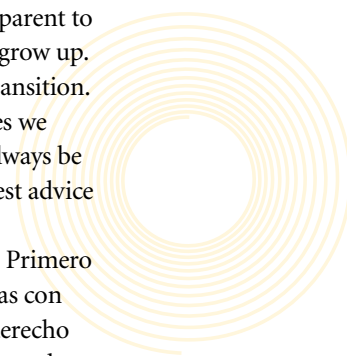 parent to
grow up.
ansition.
es we
lways be
est advice
Primero
as con
erecho